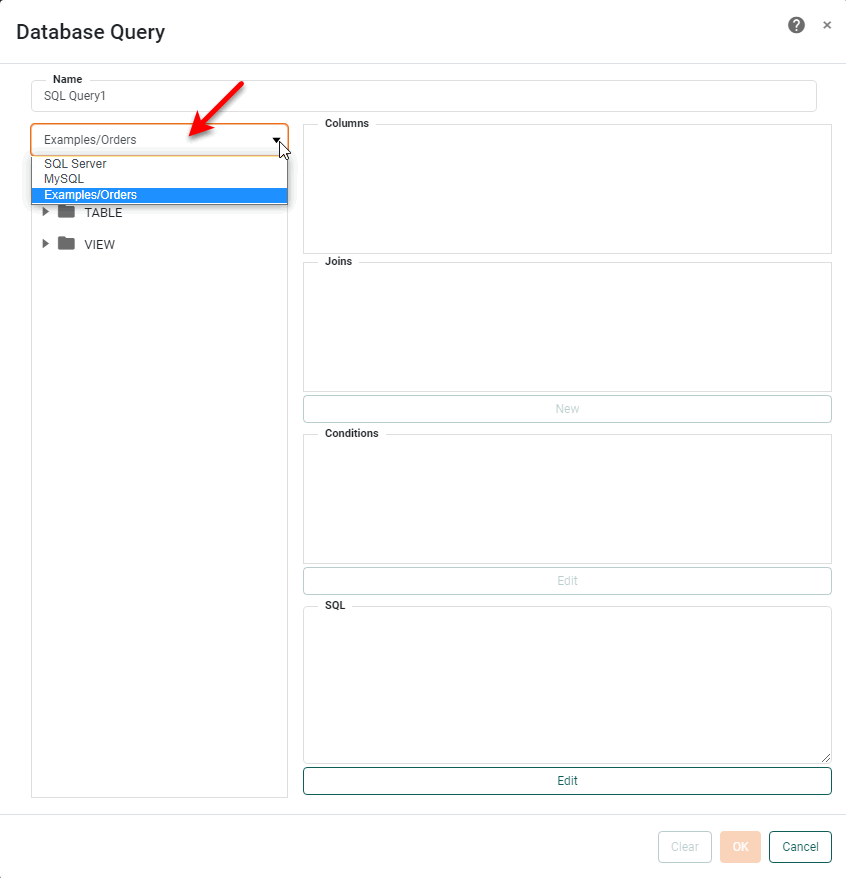 Database Query
Name
SQL Query1
Examples/Orders
SQL Server
MySQL
Examples/Orders
TABLE
VIEW
Columns
Joins
New
Conditions
Edit
SQL
Edit
Clear
OK
Cancel